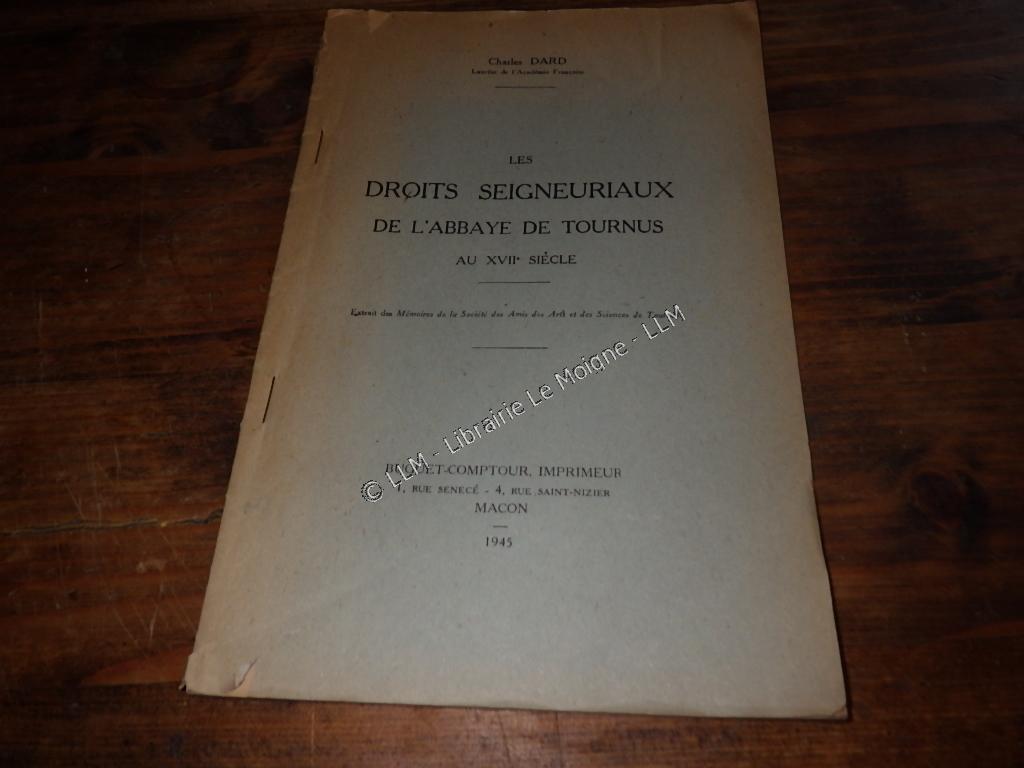 Charles DARD
Lauréat de l'Académie Française
LES
DROITS SEIGNEURIAUX
DE L'ABBAYE DE TOURNUS
AU XVIIe SIÈCLE
Extrait des Mémoires de la Société des Amis des Arts et des Sciences de
© LLM - Librairie Le Moigne - LLM
IMPRIMEUR
RUE SENECÉ - 4, RUE SAINT-NIZIER
MACON
1945